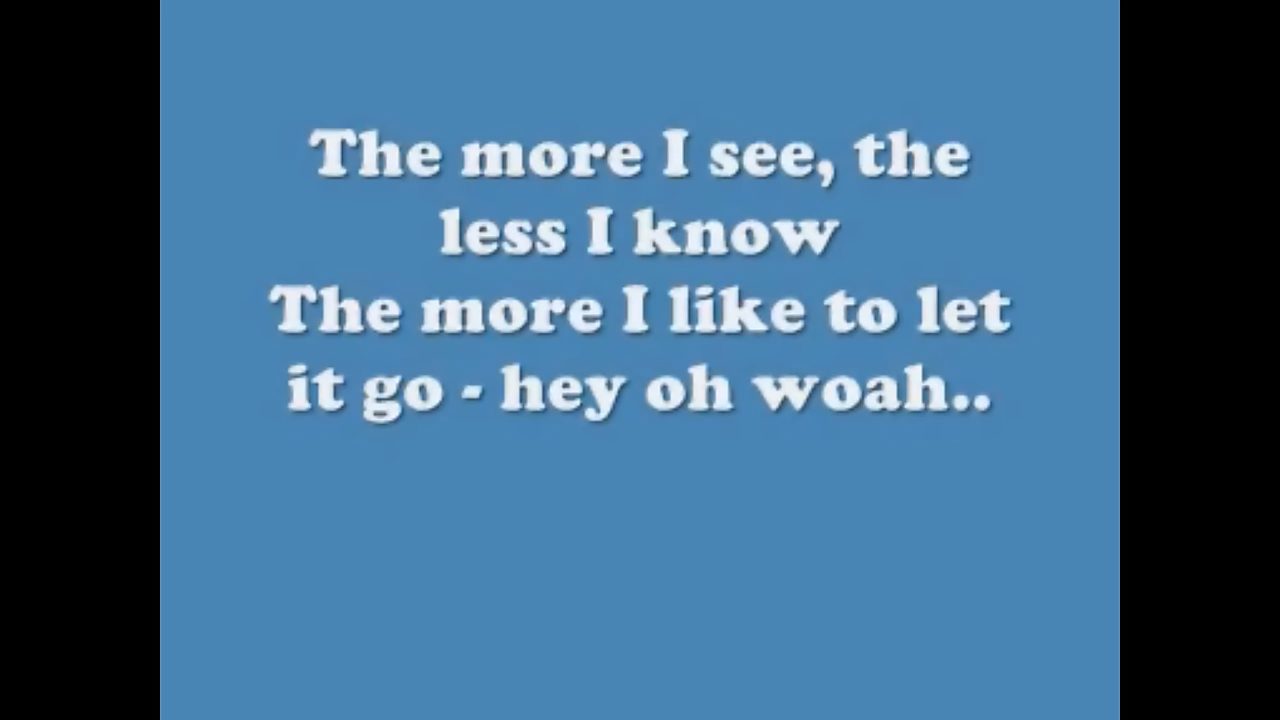 The more I see, the
less I know
The more I like to let
it go - hey oh woah..